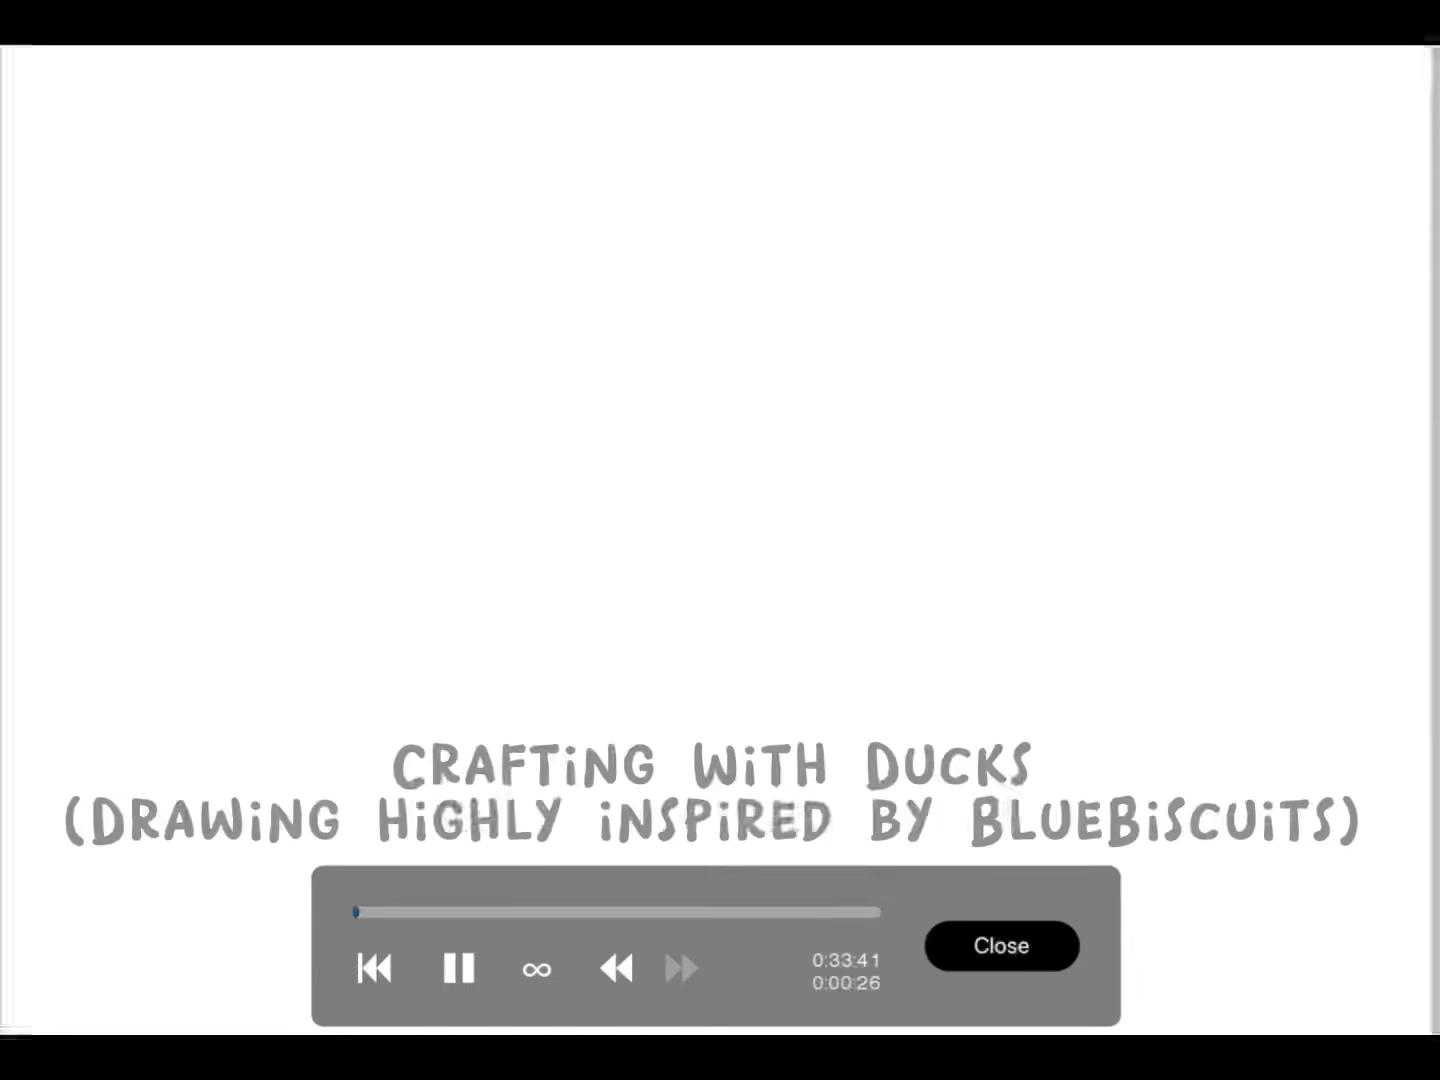 CRAFTiNG WiTH DUCKS
(DRAWiNG HiGHLY iNSPiRED BY BLUEBiSCUiTS)
Close
0:33:41
0:00:26